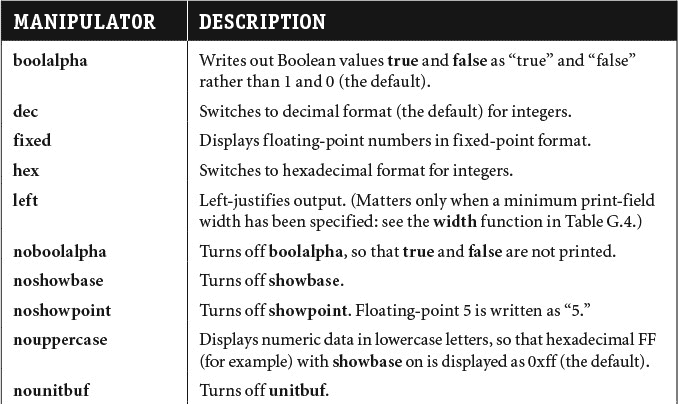 MANIPULATOR DESCRIPTION
boolalpha Writes out Boolean values true and false as “true” and “false”
rather than 1 and 0 (the default).
dec Switches to decimal format (the default) for integers.
fixed Displays floating-point numbers in fixed-point format.
hex Switches to hexadecimal format for integers.
left Left-justifies output. (Matters only when a minimum print-field
width has been specified: see the width function in Table G.4.)
noboolalpha Turns off boolalpha, so that true and false are not printed.
noshowbase Turns off showbase.
noshowpoint Turns off showpoint. Floating-point 5 is written as “5.”
nouppercase Displays numeric data in lowercase letters, so that hexadecimal FF
(for example) with showbase on is displayed as 0xff (the default).
nounitbuf Turns off unitbuf.